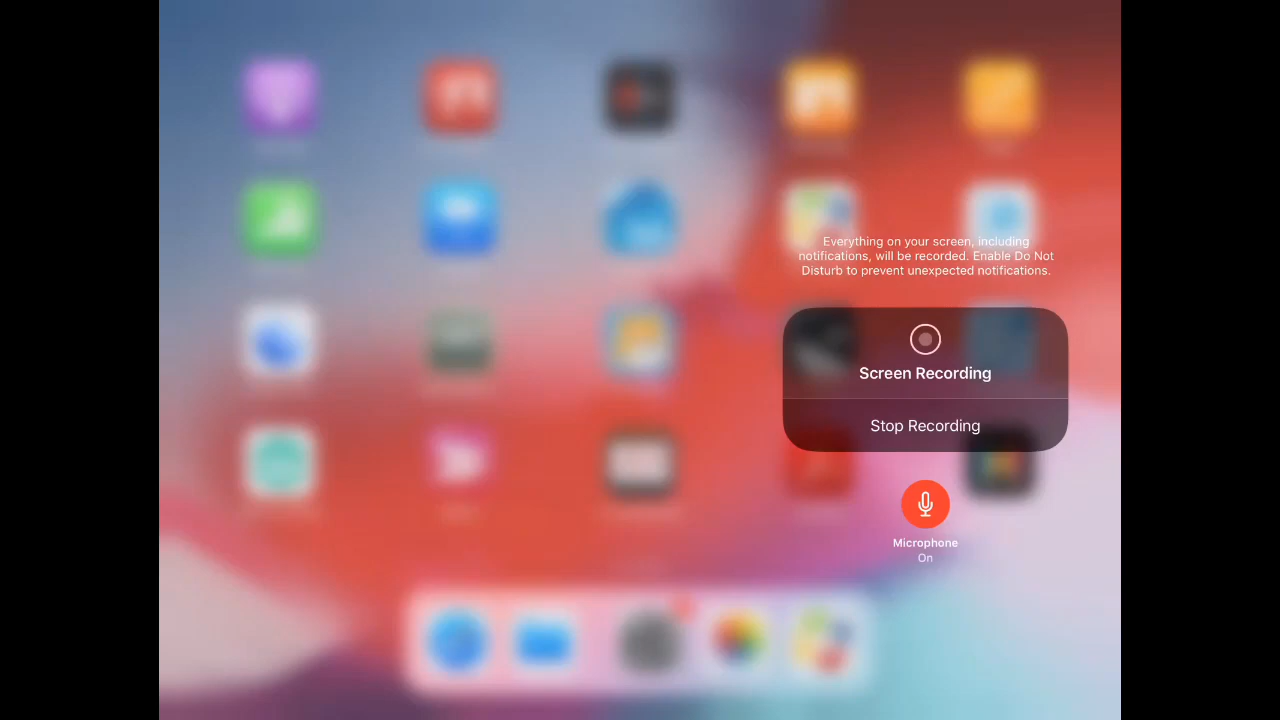 Everything on your screen, including
notifications, will be recorded. Enable Do Not
Disturb to prevent unexpected notifications.
Screen Recording
Stop Recording
Microphone
On